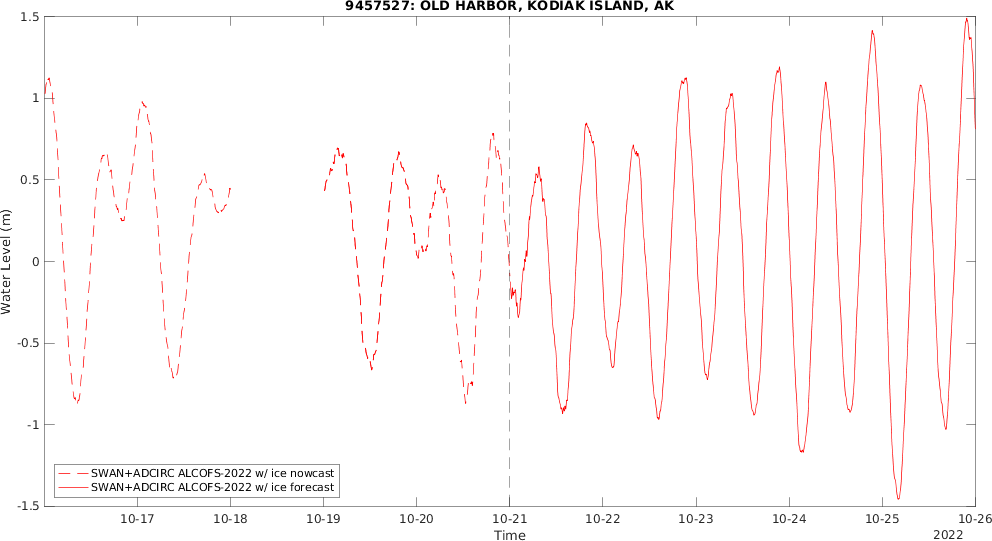 9457527: OLD HARBOR, KODIAK ISLAND, AK
Water Level (m)
1.5
1
0.5
0
-0.5
-1
-1.5
SWAN+ADCIRC ALCOFS-2022 w/ ice nowcast
SWAN+ADCIRC ALCOFS-2022 w/ ice forecast
10-17 10-18 10-19 10-20 10-21 10-22 10-23 10-24 10-25 10-26
Time
2022